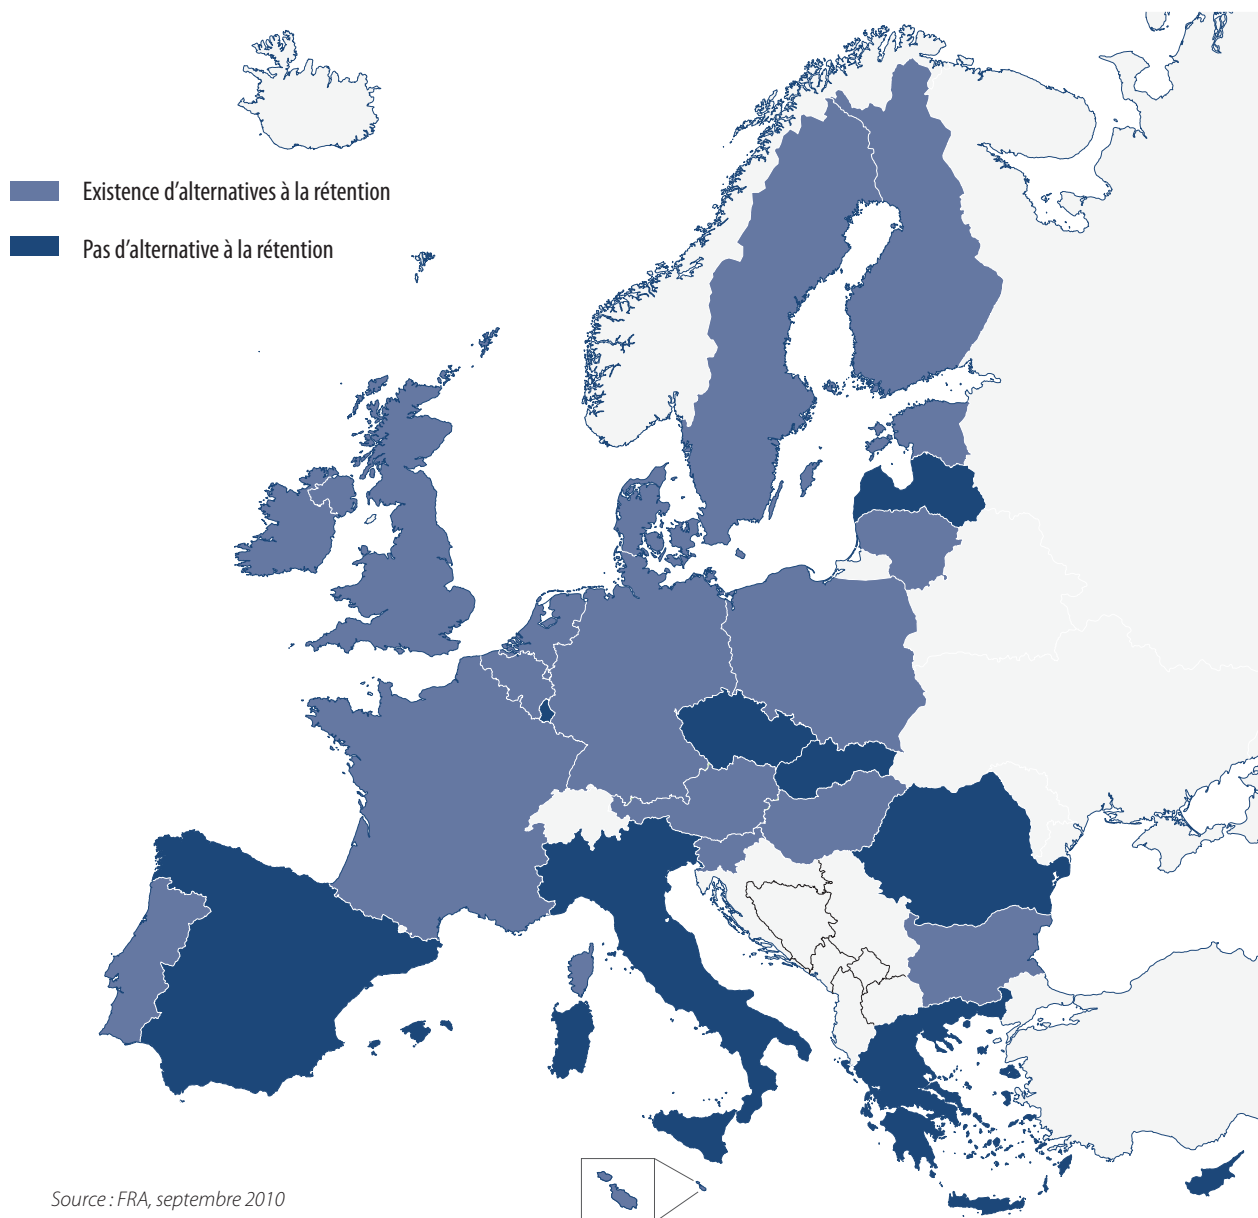 Existence d’alternatives à la rétention
Pas d’alternative à la rétention
Source : FRA, septembre 2010